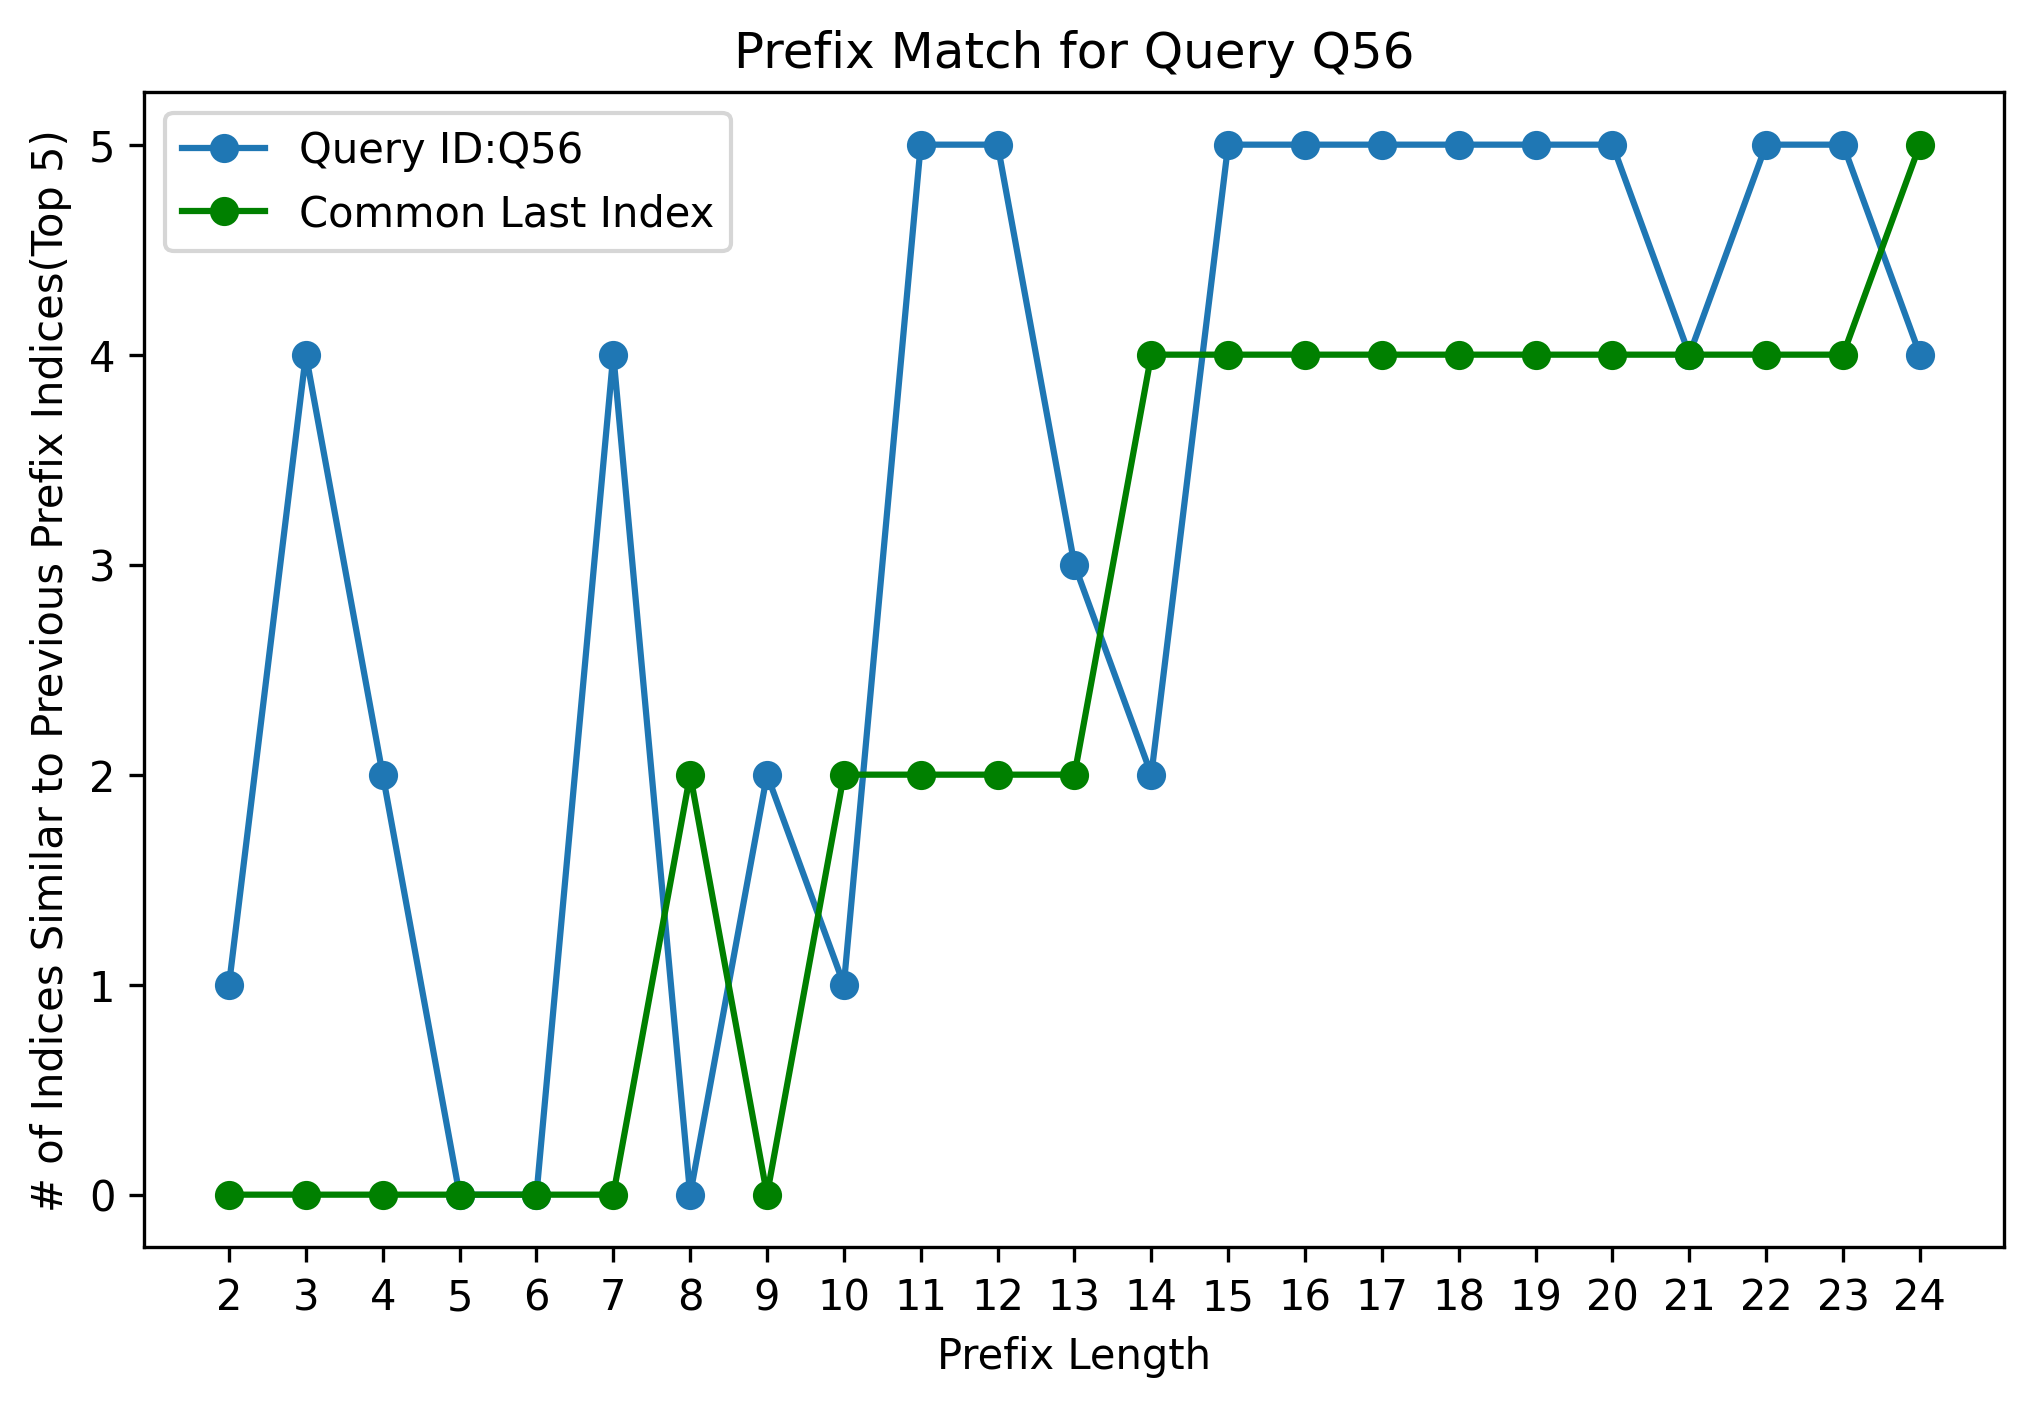 Prefix Match for Query Q56
Query ID:Q56
Common Last Index
# of Indices Similar to Previous Prefix Indices(Top 5)
5
4
3
2
1
0
2 3 4 5 6 7 8 9 10 11 12 13 14 15 16 17 18 19 20 21 22 23 24
Prefix Length